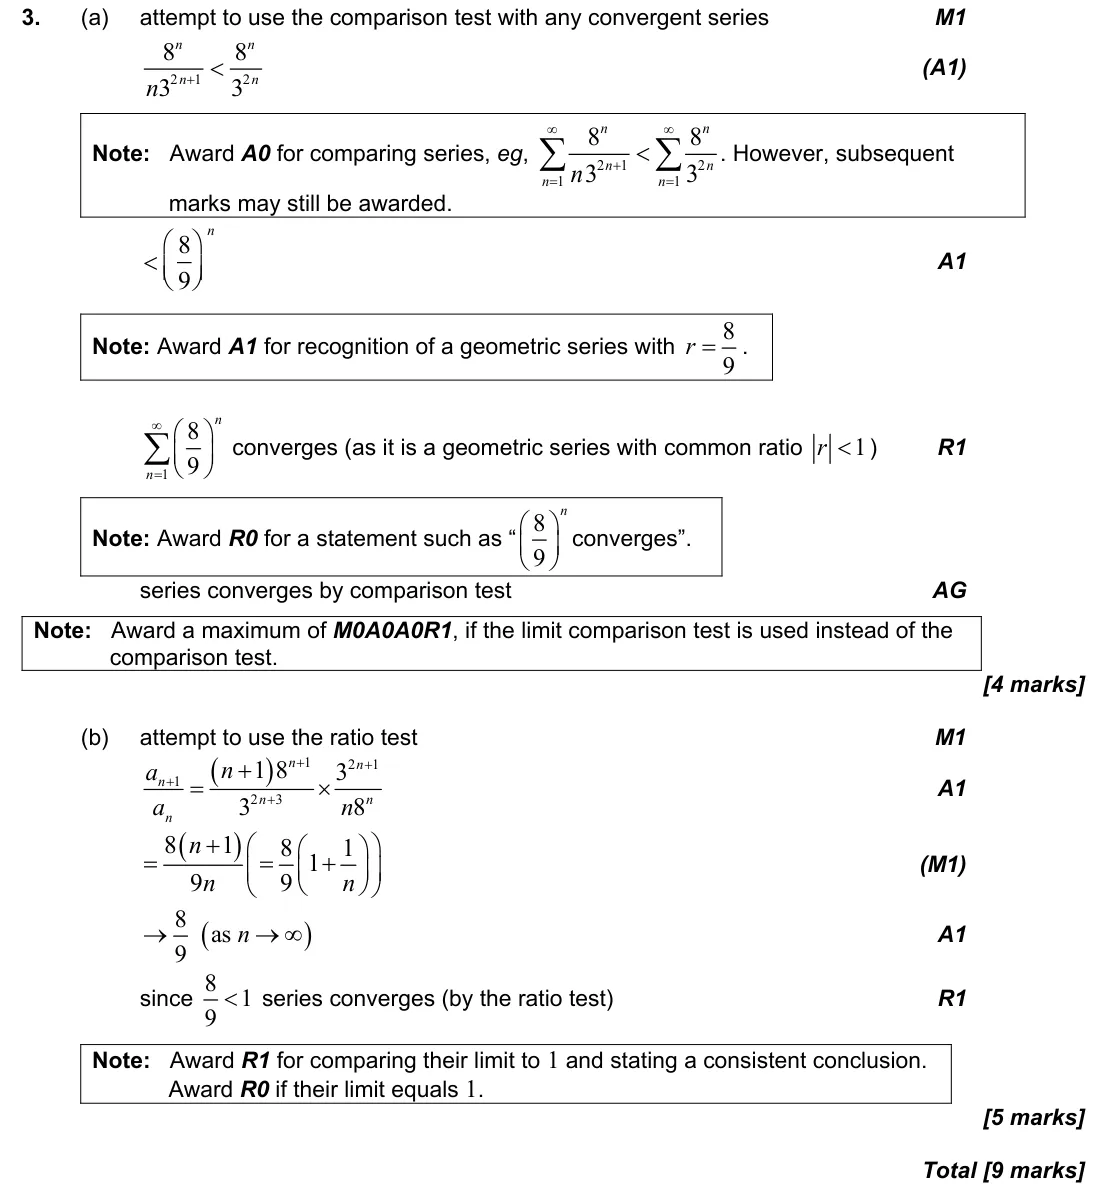 3. (a) attempt to use the comparison test with any convergent series M1
8^n/(n3^(2n+1)) < 8^n/3^(2n) (A1)
Note: Award A0 for comparing series, eg, ∑_(n=1)^∞ 8^n/(n3^(2n+1)) < ∑_(n=1)^∞ 8^n/3^(2n). However, subsequent
marks may still be awarded.
< (8/9)^n A1
Note: Award A1 for recognition of a geometric series with r = 8/9.
∑_(n=1)^∞ (8/9)^n converges (as it is a geometric series with common ratio |r| < 1) R1
Note: Award R0 for a statement such as “(8/9)^n converges”.
series converges by comparison test AG
Note: Award a maximum of M0A0A0R1, if the limit comparison test is used instead of the
comparison test.
[4 marks]
(b) attempt to use the ratio test M1
a_(n+1)/a_n = (n+1)8^(n+1)/3^(2n+3) × 3^(2n+1)/(n8^n) A1
= 8(n+1)/(9n) (= 8/9 (1 + 1/n)) (M1)
→ 8/9 (as n → ∞) A1
since 8/9 < 1 series converges (by the ratio test) R1
Note: Award R1 for comparing their limit to 1 and stating a consistent conclusion.
Award R0 if their limit equals 1.
[5 marks]
Total [9 marks]